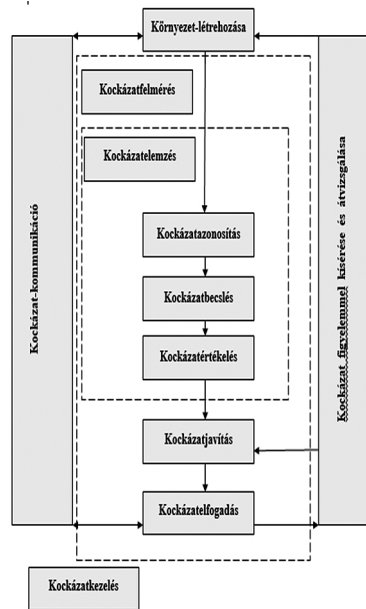 Környezet-létrehozása
Kockázatfelmérés
Kockázatelemzés
Kockázatazonosítás
Kockázatbecslés
Kockázatértékelés
Kockázatjavítás
Kockázatelfogadás
Kockázatkezelés
Kockázat-kommunikáció
Kockázat figyelemmel kísérése és átvizsgálása